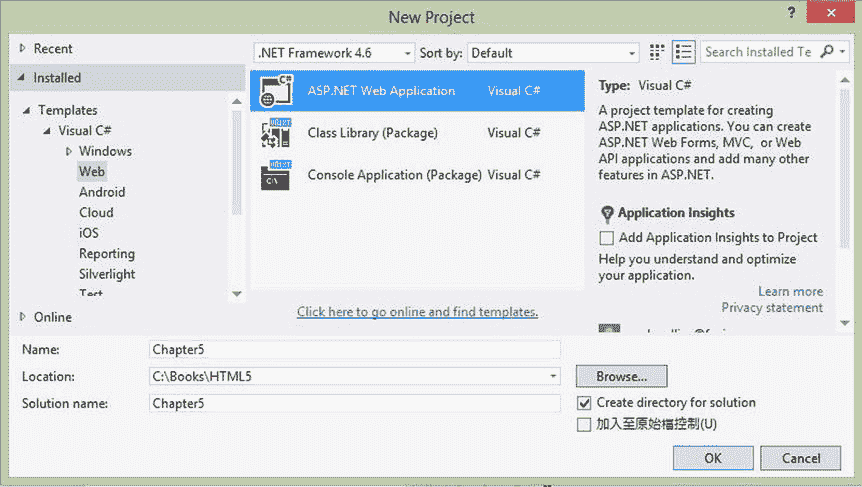 New Project
?
Recent
.NET Framework 4.6
Sort by: Default
Search Installed Te
Installed
Templates
Visual C#
Windows
Web
Android
Cloud
iOS
Reporting
Silverlight
Test
Online
ASP.NET Web Application Visual C#
Class Library (Package) Visual C#
Console Application (Package) Visual C#
Click here to go online and find templates.
Type: Visual C#
A project template for creating
ASP.NET applications. You can create
ASP.NET Web Forms, MVC, or Web
API applications and add many other
features in ASP.NET.
Application Insights
Add Application Insights to Project
Help you understand and optimize
your application.
Learn more
Privacy statement
Name: Chapter5
Location: C:\Books\HTML5
Browse...
Solution name: Chapter5
Create directory for solution
加入至原始檔控制(U)
OK
Cancel